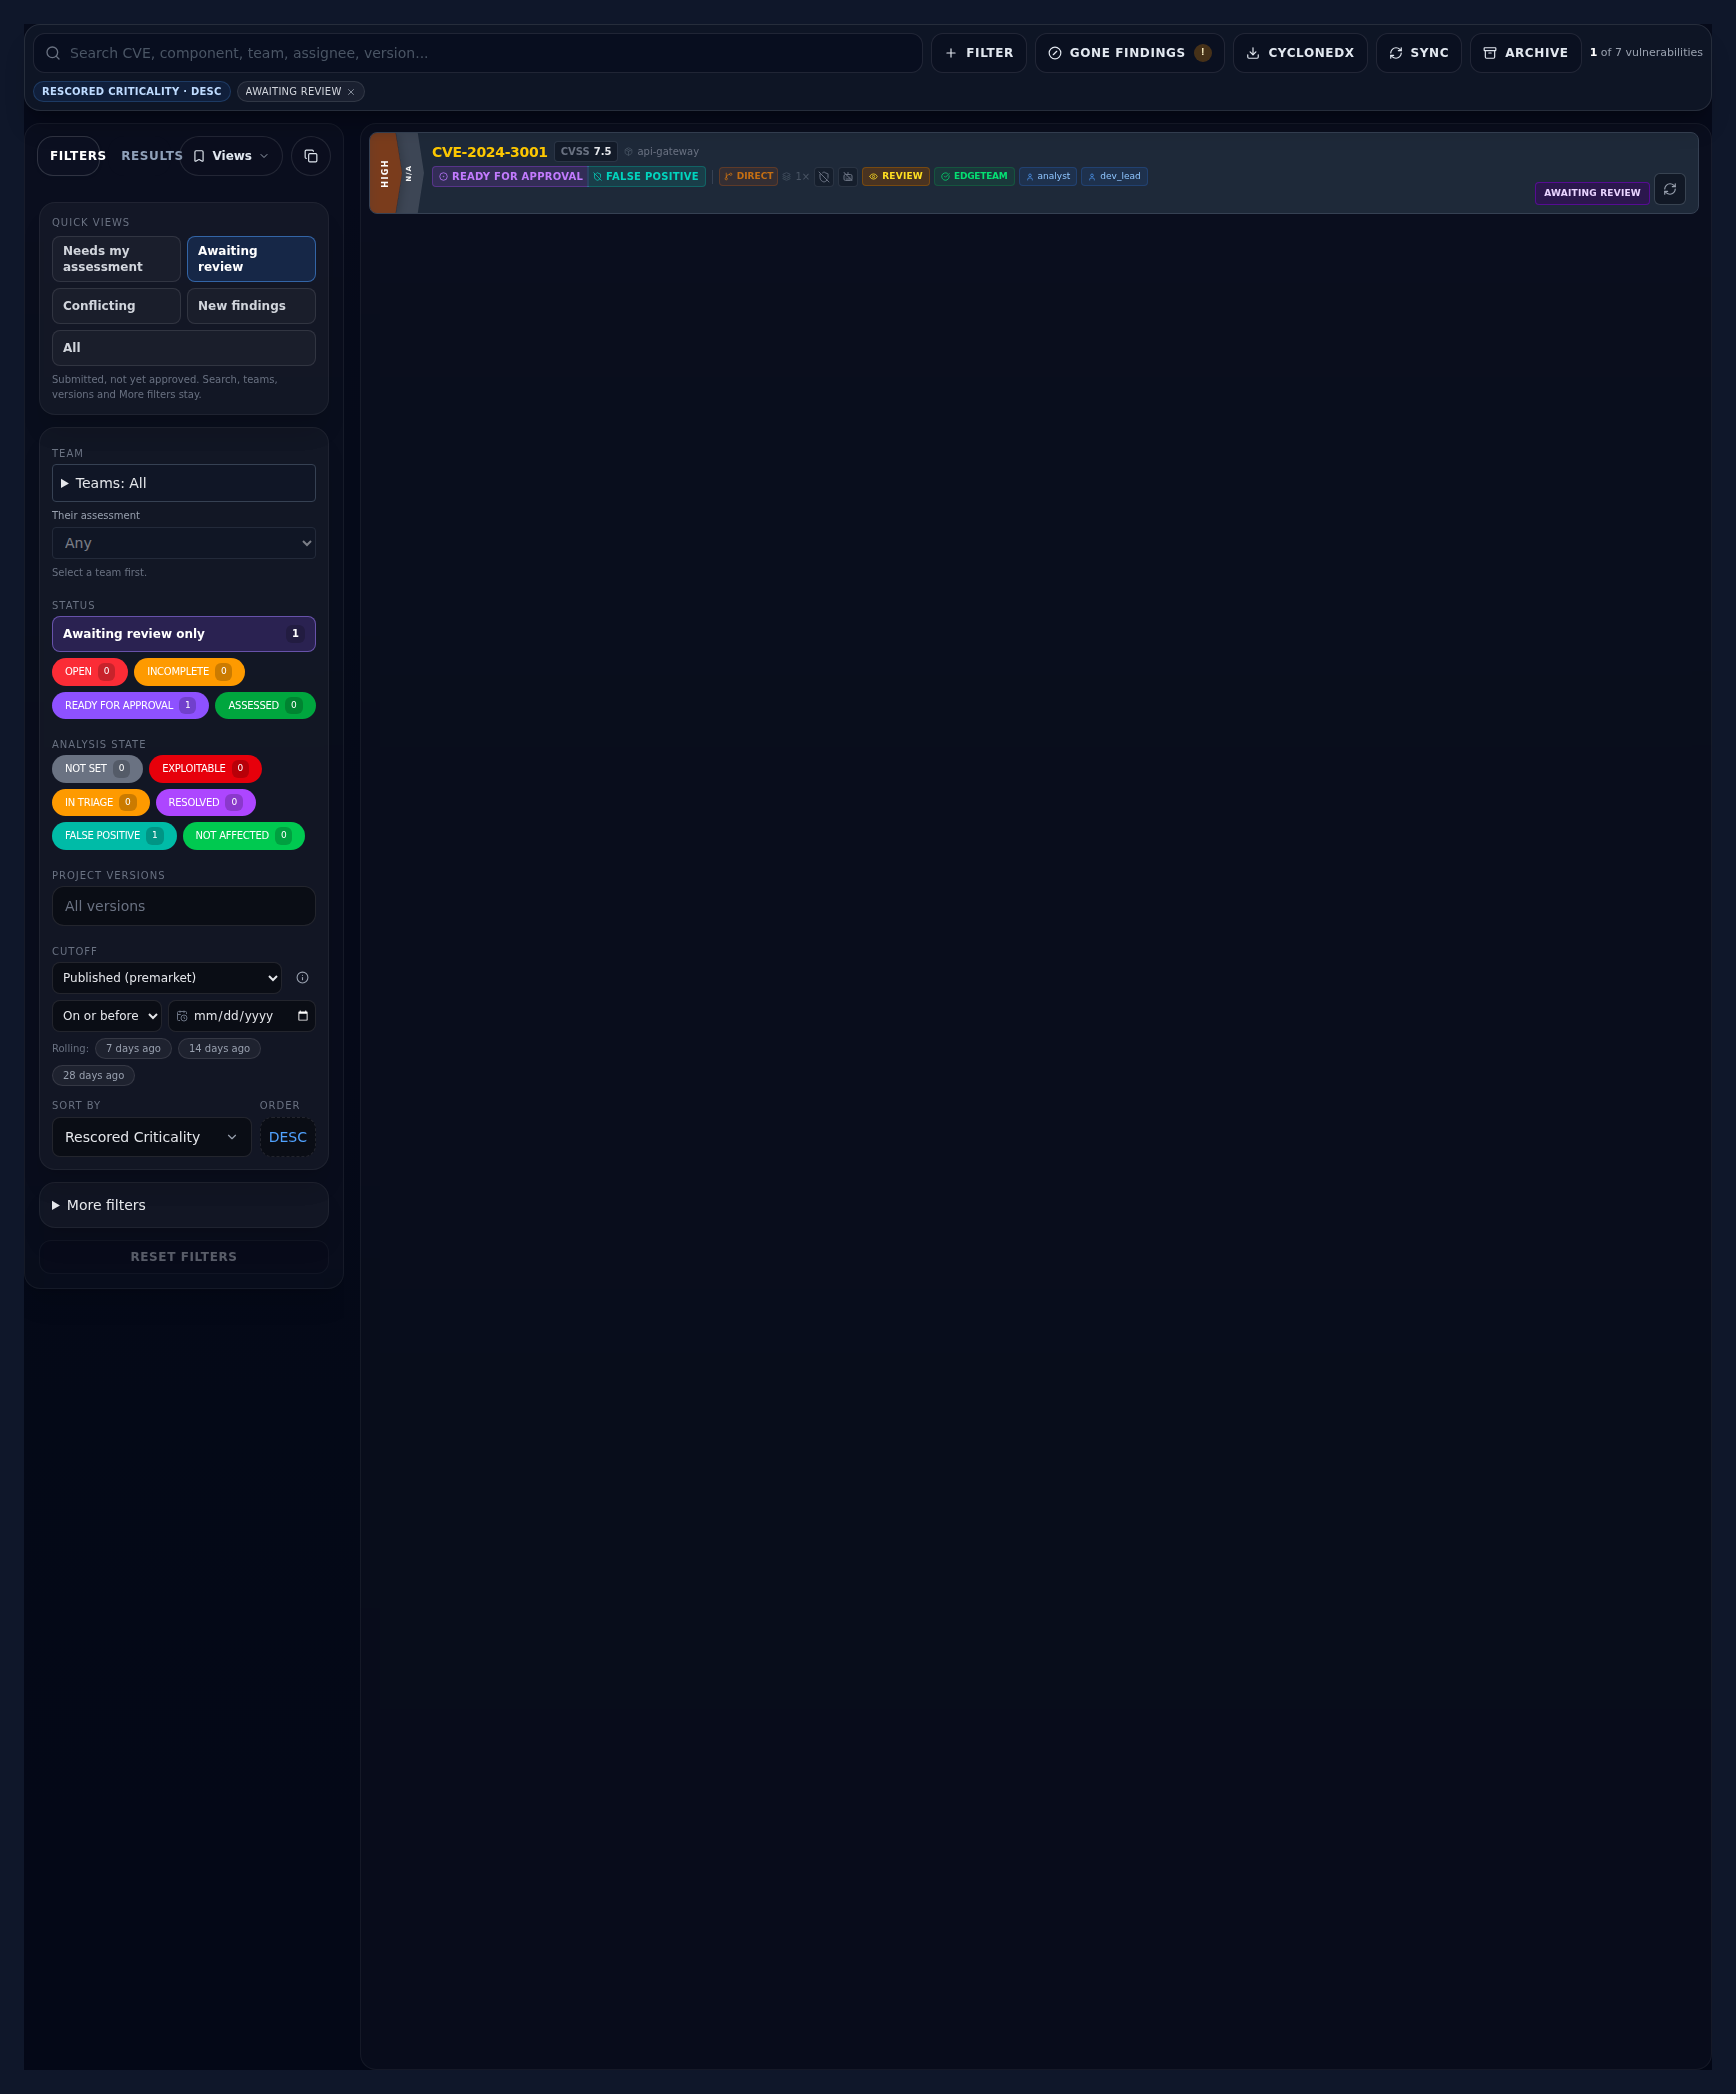 Search CVE, component, team, assignee, version...
FILTER
GONE FINDINGS !
CYCLONEDX
SYNC
ARCHIVE
1 of 7 vulnerabilities
RESCORED CRITICALITY · DESC
AWAITING REVIEW ×
FILTERS
RESULTS
Views
HIGH
N/A
CVE-2024-3001
CVSS 7.5
api-gateway
READY FOR APPROVAL
FALSE POSITIVE
DIRECT
1×
REVIEW
EDGETEAM
analyst
dev_lead
AWAITING REVIEW
QUICK VIEWS
Needs my
assessment
Awaiting
review
Conflicting
New findings
All
Submitted, not yet approved. Search, teams,
versions and More filters stay.
TEAM
Teams: All
Their assessment
Any
Select a team first.
STATUS
Awaiting review only 1
OPEN 0
INCOMPLETE 0
READY FOR APPROVAL 1
ASSESSED 0
ANALYSIS STATE
NOT SET 0
EXPLOITABLE 0
IN TRIAGE 0
RESOLVED 0
FALSE POSITIVE 1
NOT AFFECTED 0
PROJECT VERSIONS
All versions
CUTOFF
Published (premarket)
On or before
mm/dd/yyyy
Rolling:
7 days ago
14 days ago
28 days ago
SORT BY
ORDER
Rescored Criticality
DESC
More filters
RESET FILTERS